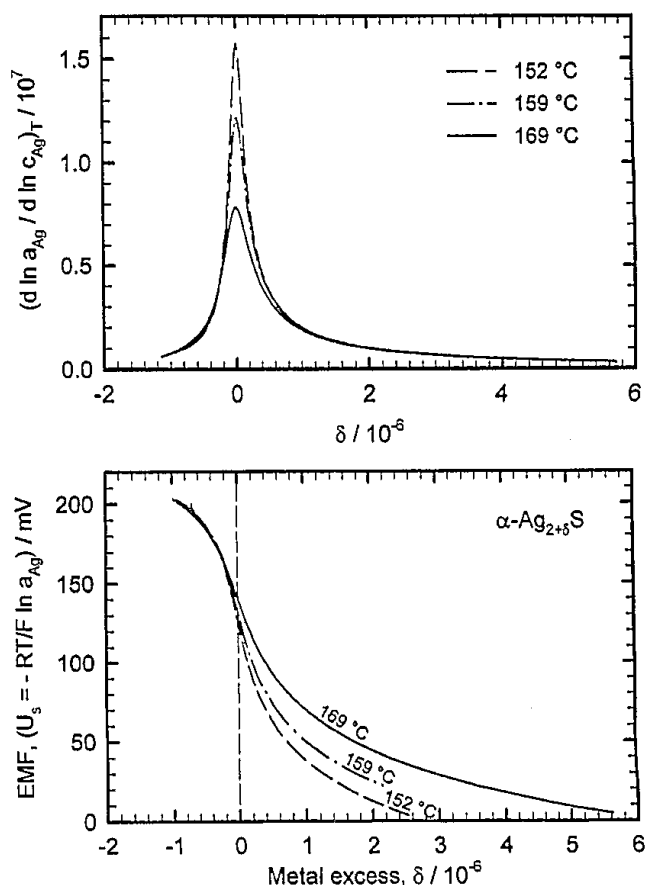 (d ln a_Ag / d ln c_Ag)_T / 10^7
1.5
1.0
0.5
0.0
152 °C
159 °C
169 °C
-2 0 2 4 6
δ / 10^-6
EMF, (U_s = - RT/F ln a_Ag) / mV
200
150
100
50
0
α-Ag_2+δS
169 °C
159 °C
152 °C
-2 -1 0 1 2 3 4 5 6
Metal excess, δ / 10^-6